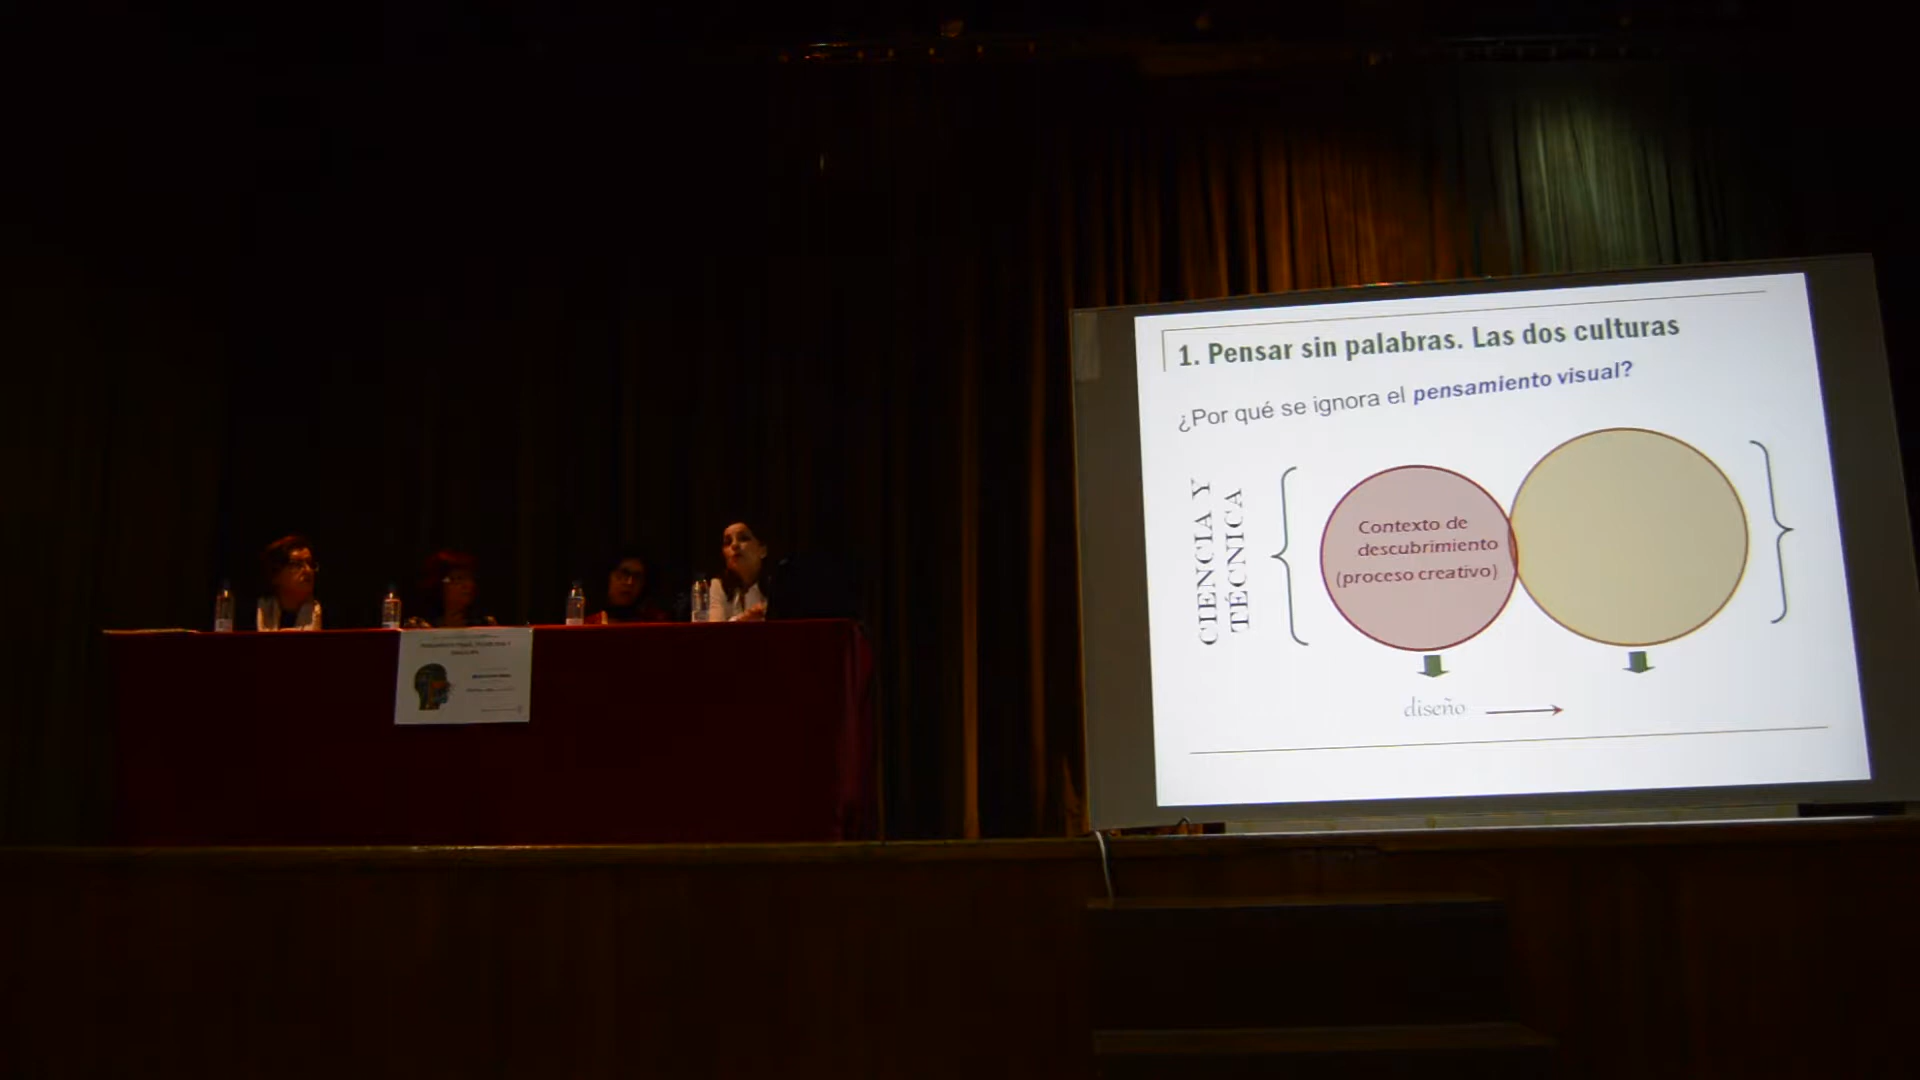 1. Pensar sin palabras. Las dos culturas
¿Por qué se ignora el pensamiento visual?
CIENCIA Y
TÉCNICA
Contexto de
descubrimiento
(proceso creativo)
diseño